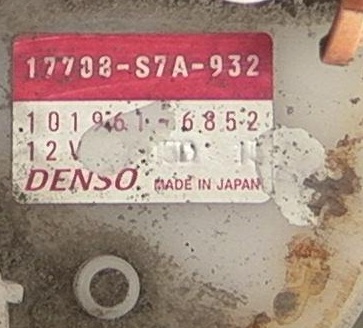 17708-S7A-932
101961-6852
12V
DENSO MADE IN JAPAN